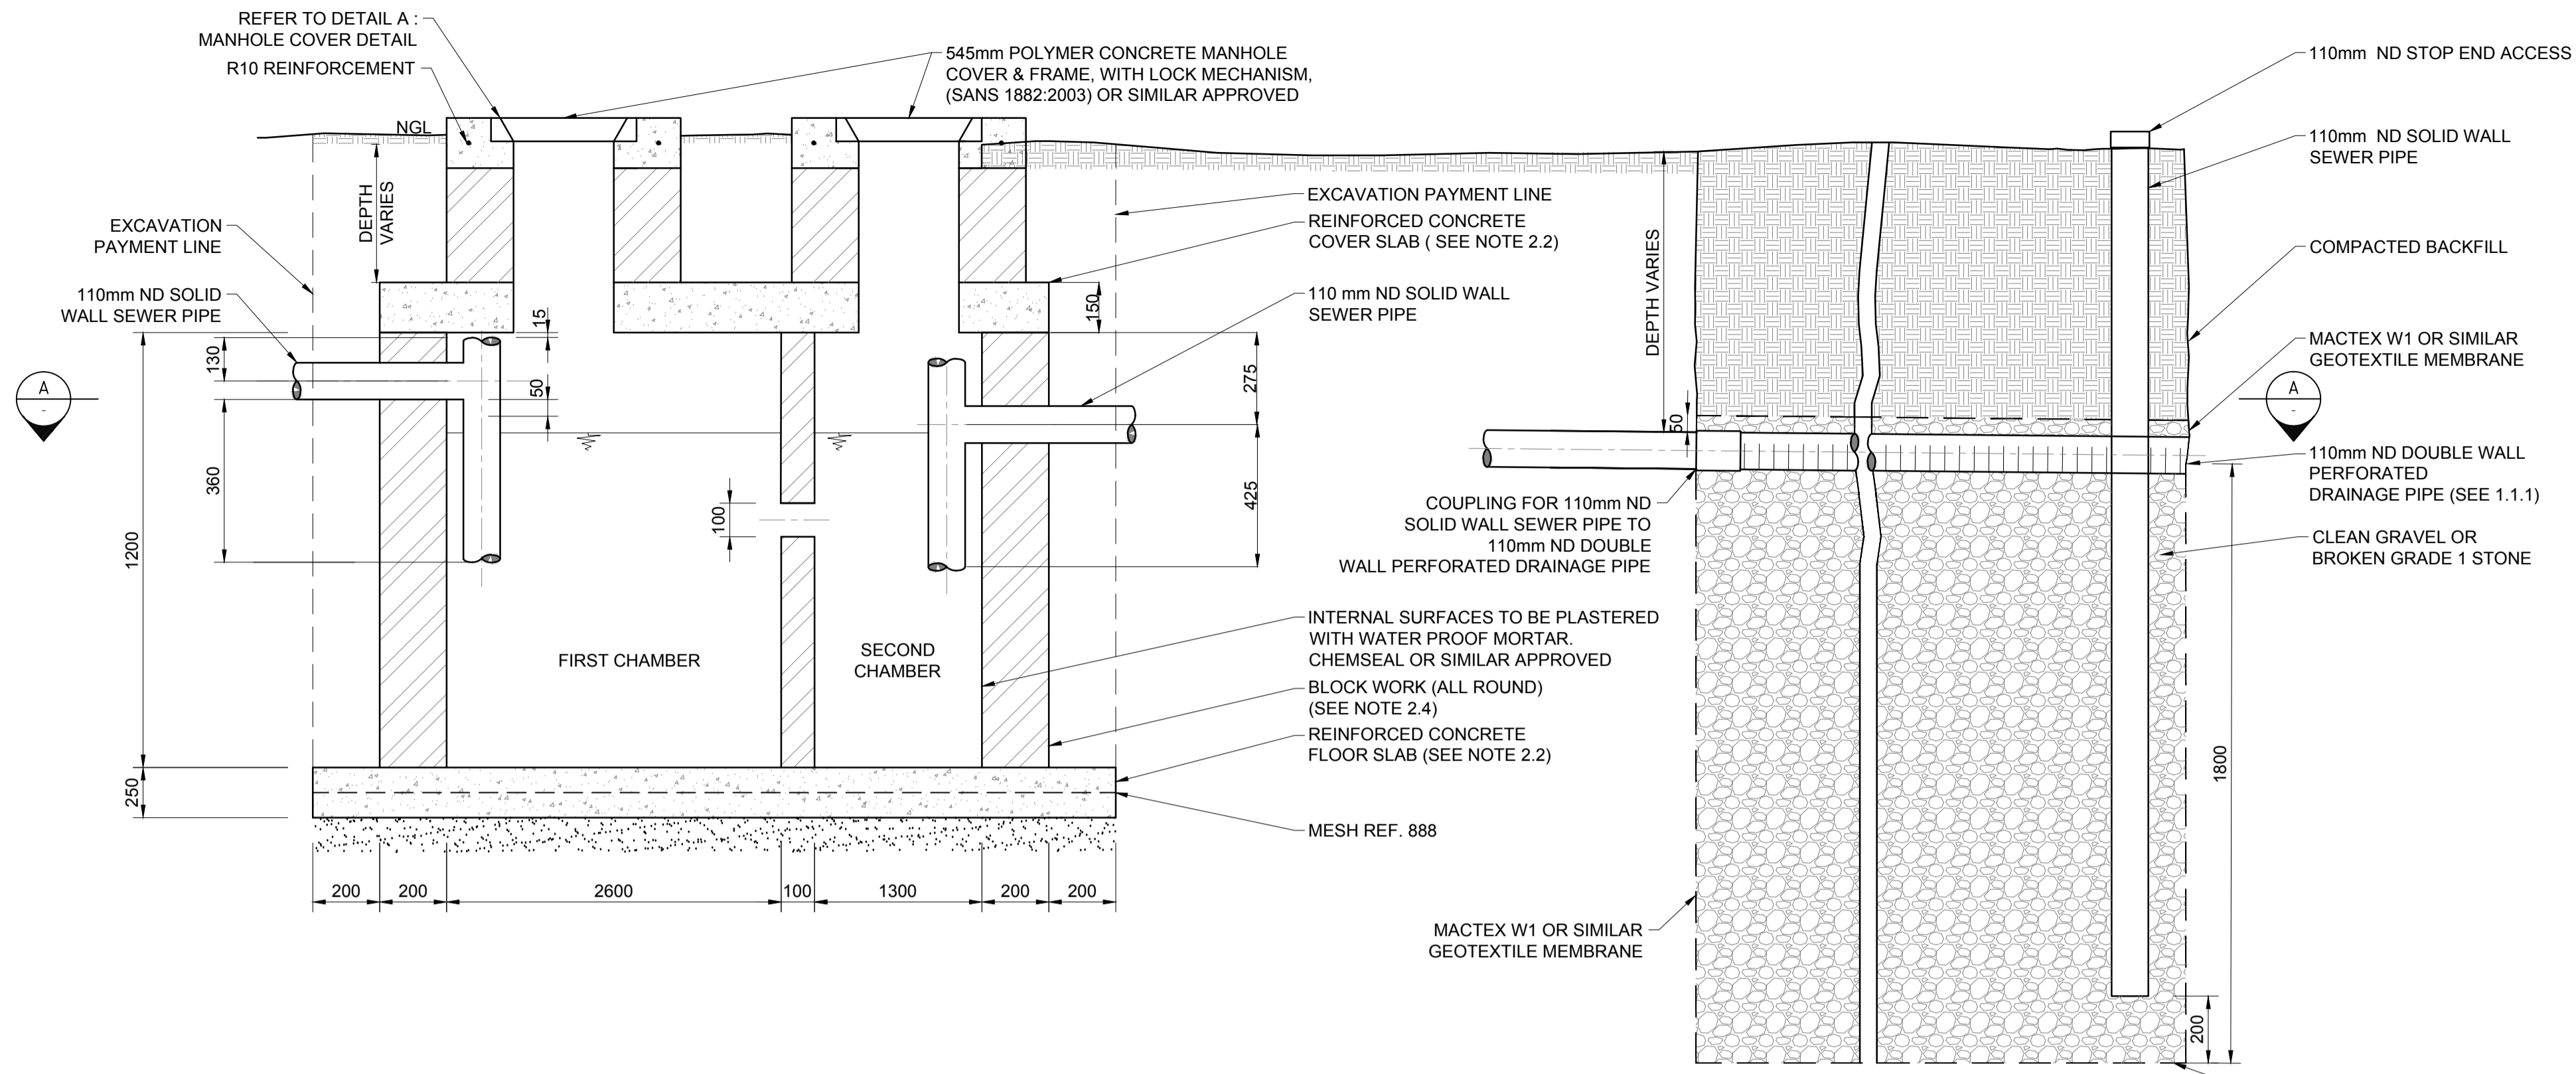 REFER TO DETAIL A :
MANHOLE COVER DETAIL
R10 REINFORCEMENT
545mm POLYMER CONCRETE MANHOLE
COVER & FRAME, WITH LOCK MECHANISM,
(SANS 1882:2003) OR SIMILAR APPROVED
NGL
DEPTH
VARIES
EXCAVATION
PAYMENT LINE
110mm ND SOLID
WALL SEWER PIPE
A
-
130
360
1200
250
15
50
100
150
275
425
FIRST CHAMBER
SECOND
CHAMBER
200
200
2600
100
1300
200
200
EXCAVATION PAYMENT LINE
REINFORCED CONCRETE
COVER SLAB ( SEE NOTE 2.2)
110 mm ND SOLID WALL
SEWER PIPE
COUPLING FOR 110mm ND
SOLID WALL SEWER PIPE TO
110mm ND DOUBLE
WALL PERFORATED DRAINAGE PIPE
INTERNAL SURFACES TO BE PLASTERED
WITH WATER PROOF MORTAR.
CHEMSEAL OR SIMILAR APPROVED
BLOCK WORK (ALL ROUND)
(SEE NOTE 2.4)
REINFORCED CONCRETE
FLOOR SLAB (SEE NOTE 2.2)
MESH REF. 888
MACTEX W1 OR SIMILAR
GEOTEXTILE MEMBRANE
DEPTH VARIES
50
110mm  ND STOP END ACCESS
110mm  ND SOLID WALL
SEWER PIPE
COMPACTED BACKFILL
MACTEX W1 OR SIMILAR
GEOTEXTILE MEMBRANE
A
-
110mm ND DOUBLE WALL
PERFORATED
DRAINAGE PIPE (SEE 1.1.1)
CLEAN GRAVEL OR
BROKEN GRADE 1 STONE
1800
200